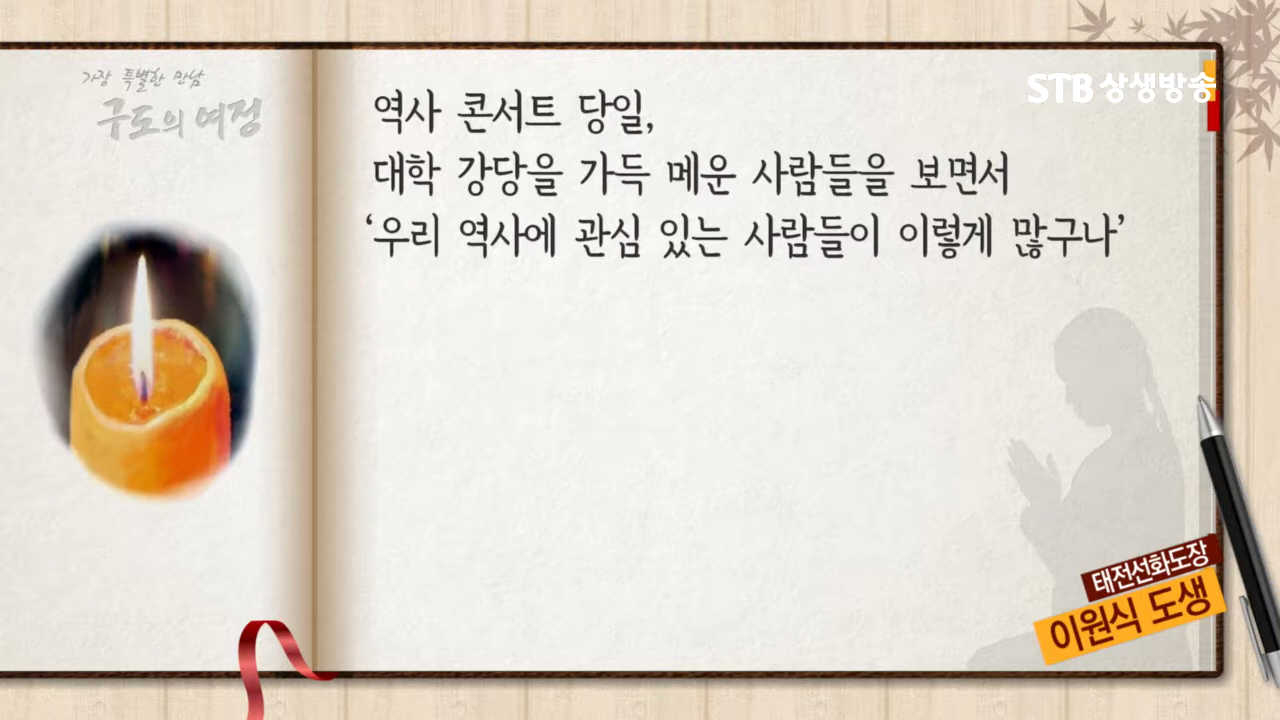 가장 특별한 만남
구도의 여정
STB 상생방송
역사 콘서트 당일,
대학 강당을 가득 메운 사람들을 보면서
‘우리 역사에 관심 있는 사람들이 이렇게 많구나’
태전선화도장
이원식 도생